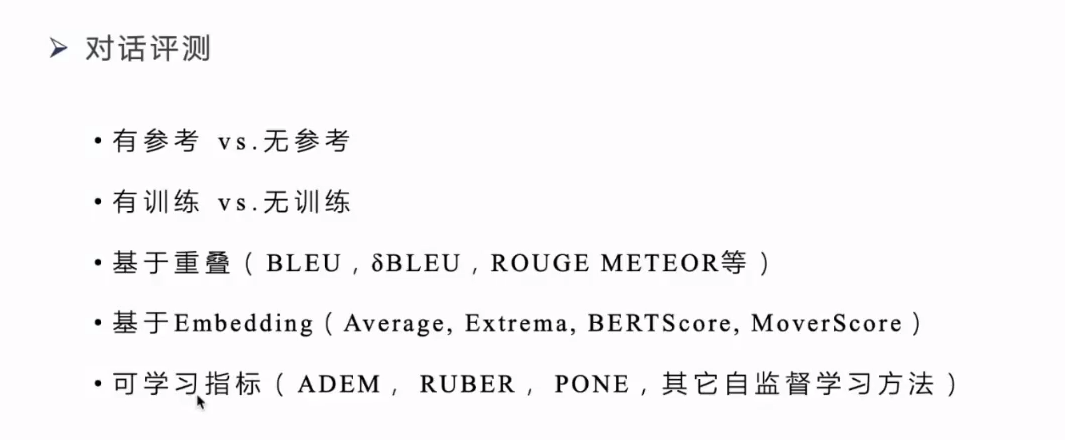 ➢ 对话评测
• 有参考 vs.无参考
• 有训练 vs.无训练
• 基于重叠（BLEU，δBLEU，ROUGE METEOR等）
• 基于Embedding（Average, Extrema, BERTScore, MoverScore）
• 可学习指标（ADEM， RUBER， PONE，其它自监督学习方法）